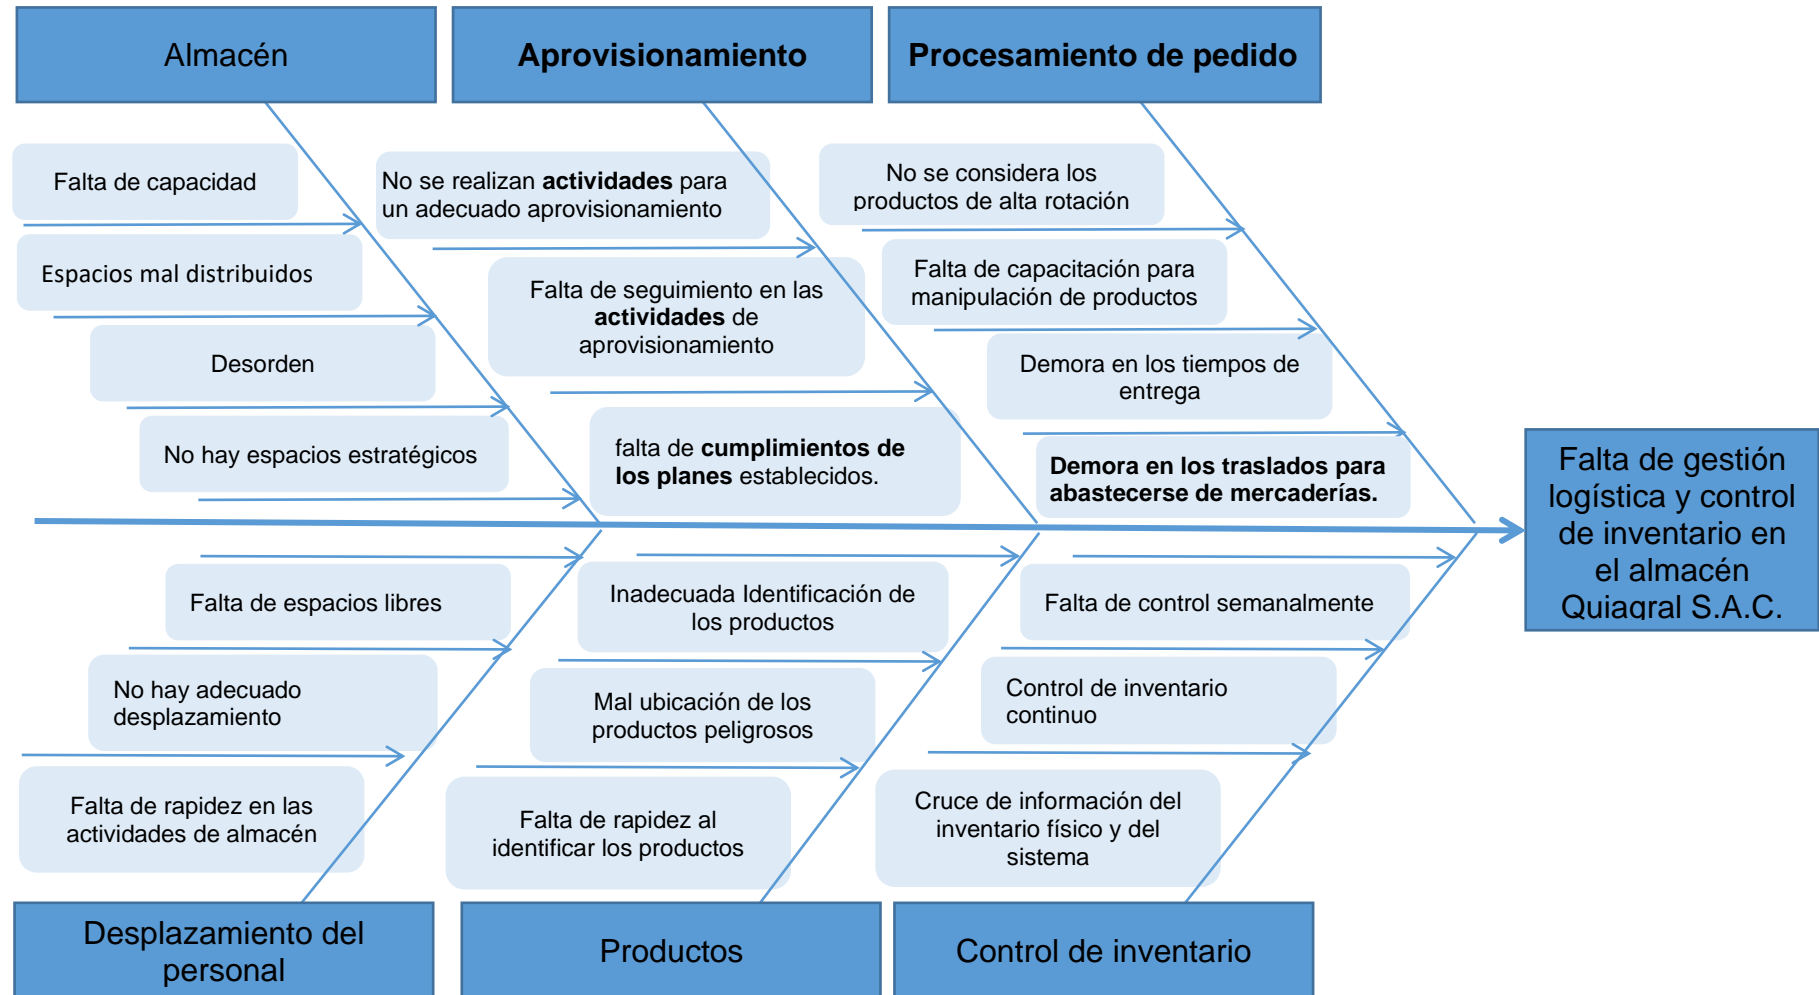 Almacén
Aprovisionamiento
Procesamiento de pedido
Falta de capacidad
Espacios mal distribuidos
Desorden
No hay espacios estratégicos
No se realizan actividades para
un adecuado aprovisionamiento
Falta de seguimiento en las
actividades de
aprovisionamiento
falta de cumplimientos de
los planes establecidos.
No se considera los
productos de alta rotación
Falta de capacitación para
manipulación de productos
Demora en los tiempos de
entrega
Demora en los traslados para
abastecerse de mercaderías.
Falta de gestión
logística y control
de inventario en
el almacén
Quiagral S.A.C.
Falta de espacios libres
No hay adecuado
desplazamiento
Falta de rapidez en las
actividades de almacén
Inadecuada Identificación de
los productos
Mal ubicación de los
productos peligrosos
Falta de rapidez al
identificar los productos
Falta de control semanalmente
Control de inventario
continuo
Cruce de información del
inventario físico y del
sistema
Desplazamiento del
personal
Productos
Control de inventario